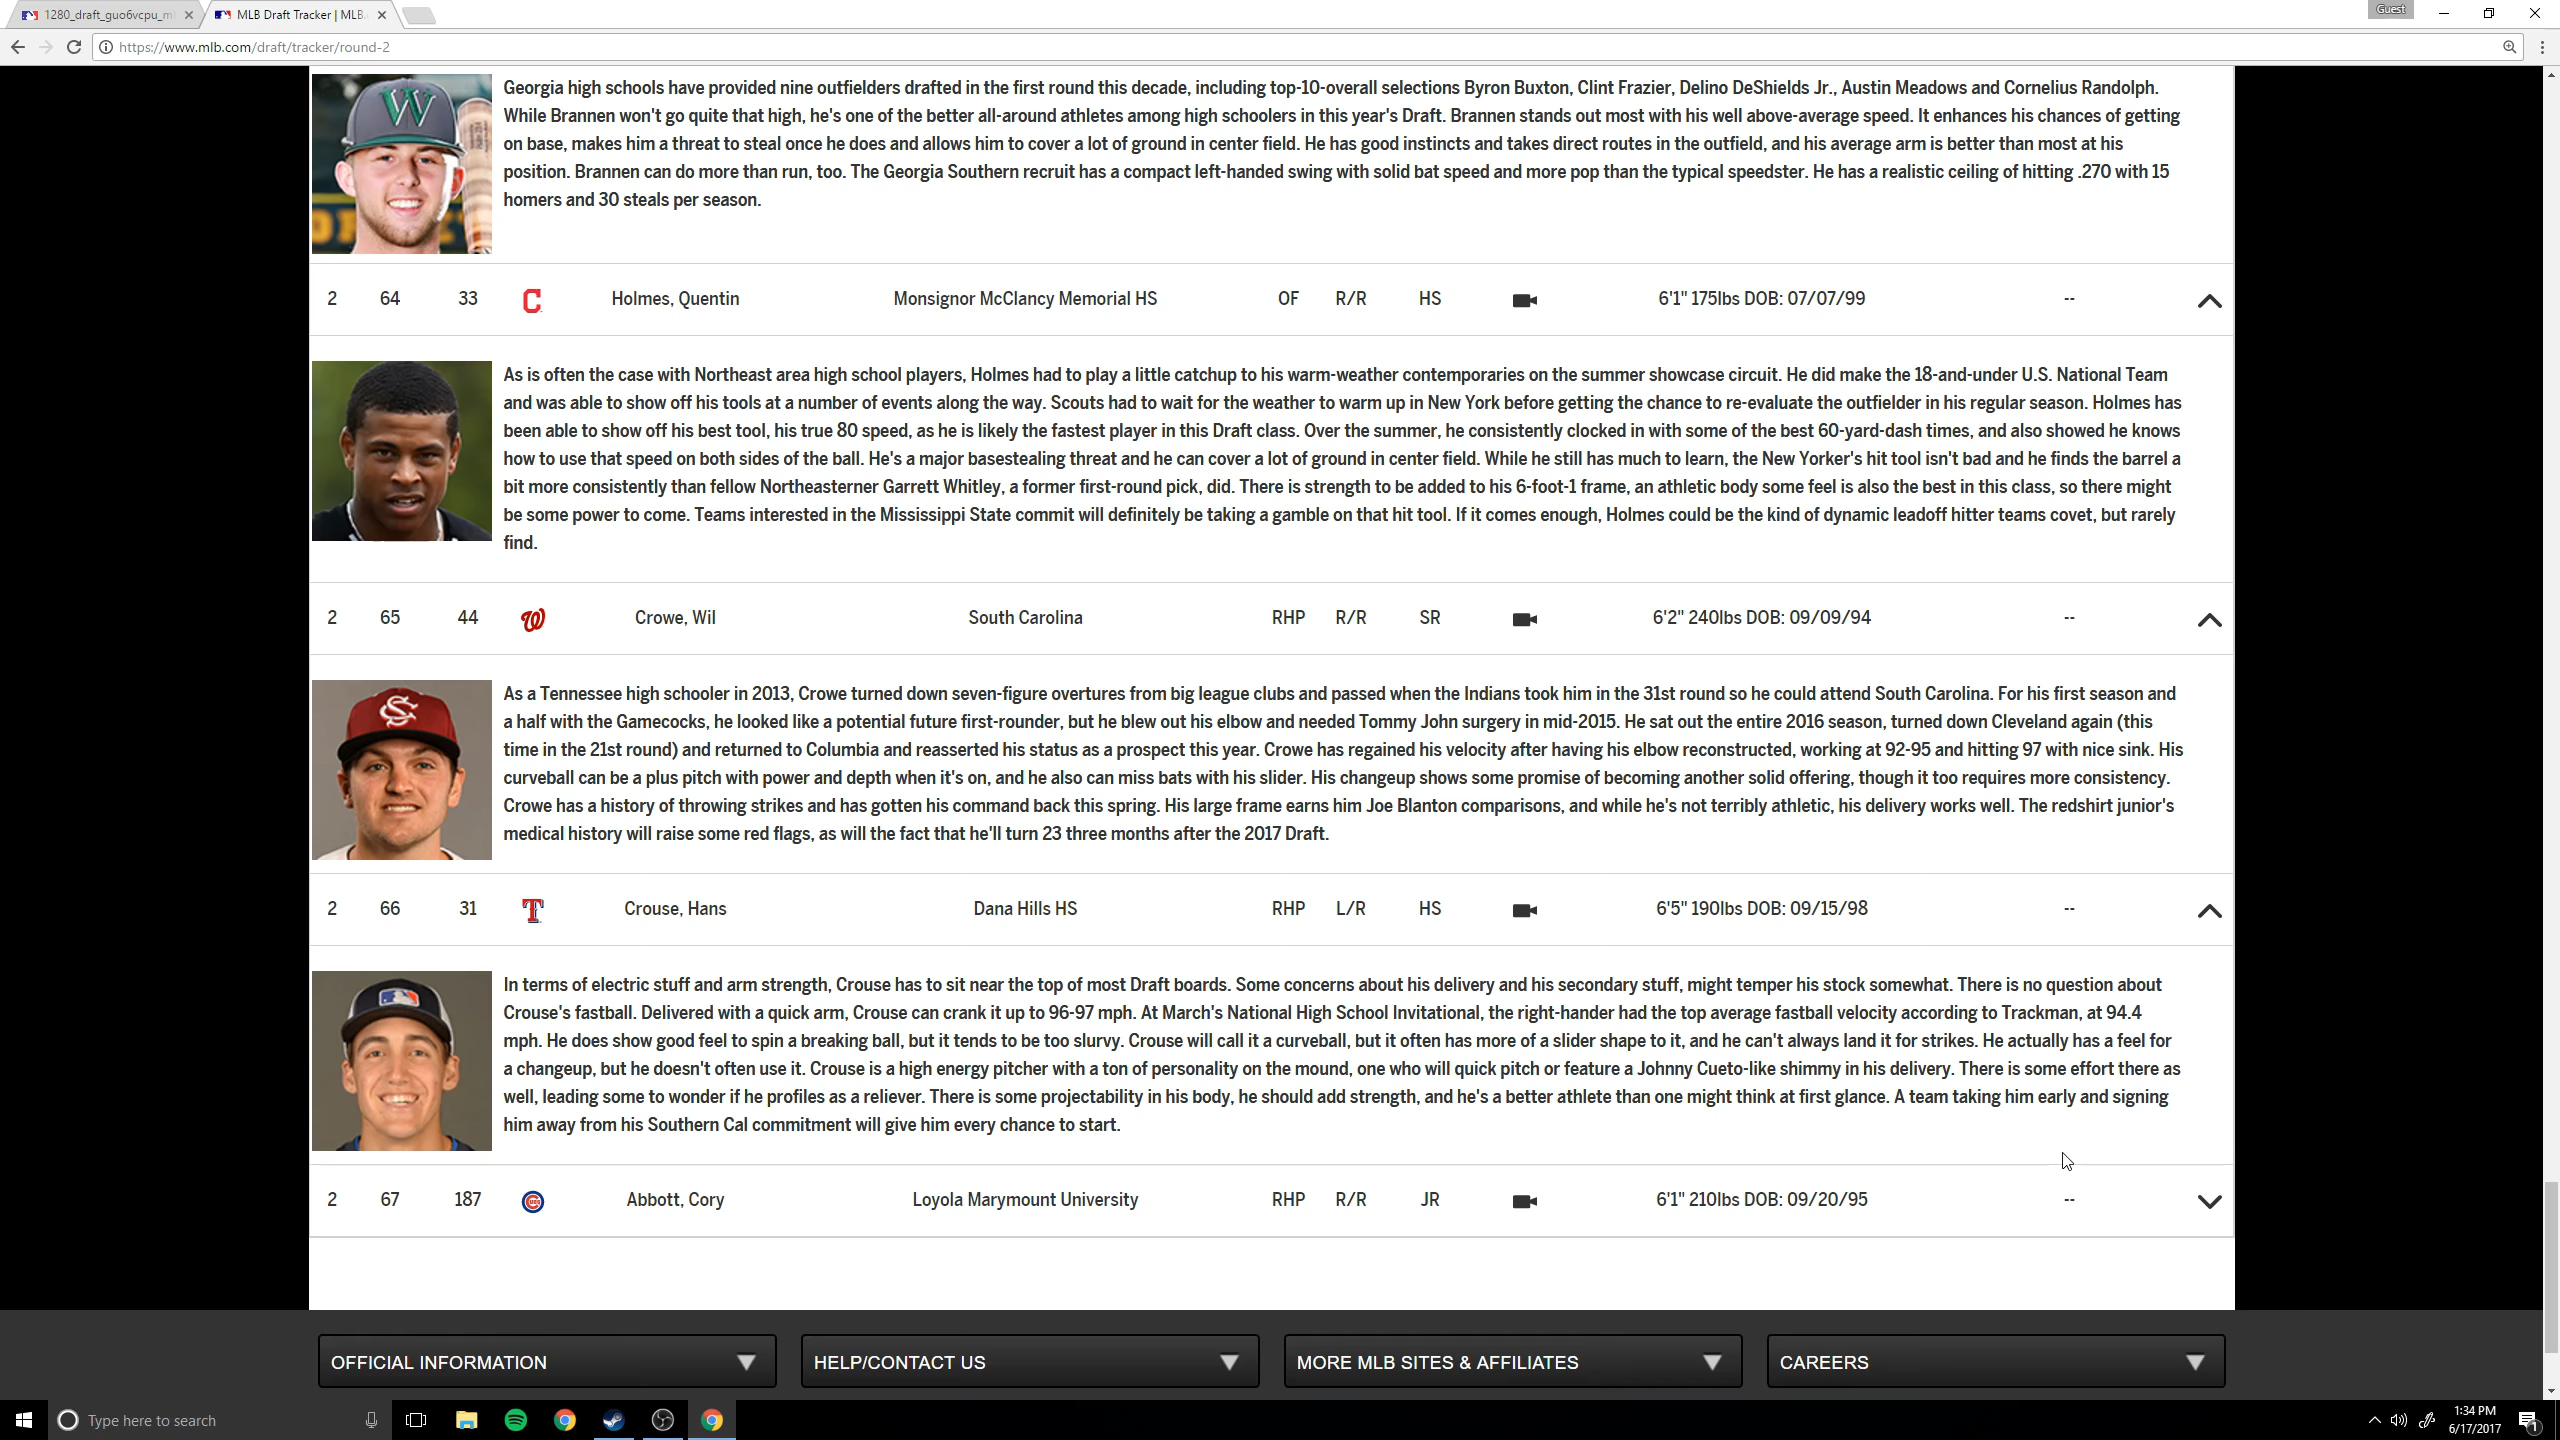 1280_draft_guo6vcpu_m
MLB Draft Tracker | MLB.
Guest
https://www.mlb.com/draft/tracker/round-2
Georgia high schools have provided nine outfielders drafted in the first round this decade, including top-10-overall selections Byron Buxton, Clint Frazier, Delino DeShields Jr., Austin Meadows and Cornelius Randolph.
While Brannen won't go quite that high, he's one of the better all-around athletes among high schoolers in this year's Draft. Brannen stands out most with his well above-average speed. It enhances his chances of getting
on base, makes him a threat to steal once he does and allows him to cover a lot of ground in center field. He has good instincts and takes direct routes in the outfield, and his average arm is better than most at his
position. Brannen can do more than run, too. The Georgia Southern recruit has a compact left-handed swing with solid bat speed and more pop than the typical speedster. He has a realistic ceiling of hitting .270 with 15
homers and 30 steals per season.
2 64 33 C Holmes, Quentin Monsignor McClancy Memorial HS OF R/R HS 6'1" 175lbs DOB: 07/07/99 --
As is often the case with Northeast area high school players, Holmes had to play a little catchup to his warm-weather contemporaries on the summer showcase circuit. He did make the 18-and-under U.S. National Team
and was able to show off his tools at a number of events along the way. Scouts had to wait for the weather to warm up in New York before getting the chance to re-evaluate the outfielder in his regular season. Holmes has
been able to show off his best tool, his true 80 speed, as he is likely the fastest player in this Draft class. Over the summer, he consistently clocked in with some of the best 60-yard-dash times, and also showed he knows
how to use that speed on both sides of the ball. He's a major basestealing threat and he can cover a lot of ground in center field. While he still has much to learn, the New Yorker's hit tool isn't bad and he finds the barrel a
bit more consistently than fellow Northeasterner Garrett Whitley, a former first-round pick, did. There is strength to be added to his 6-foot-1 frame, an athletic body some feel is also the best in this class, so there might
be some power to come. Teams interested in the Mississippi State commit will definitely be taking a gamble on that hit tool. If it comes enough, Holmes could be the kind of dynamic leadoff hitter teams covet, but rarely
find.
2 65 44 W Crowe, Wil South Carolina RHP R/R SR 6'2" 240lbs DOB: 09/09/94 --
As a Tennessee high schooler in 2013, Crowe turned down seven-figure overtures from big league clubs and passed when the Indians took him in the 31st round so he could attend South Carolina. For his first season and
a half with the Gamecocks, he looked like a potential future first-rounder, but he blew out his elbow and needed Tommy John surgery in mid-2015. He sat out the entire 2016 season, turned down Cleveland again (this
time in the 21st round) and returned to Columbia and reasserted his status as a prospect this year. Crowe has regained his velocity after having his elbow reconstructed, working at 92-95 and hitting 97 with nice sink. His
curveball can be a plus pitch with power and depth when it's on, and he also can miss bats with his slider. His changeup shows some promise of becoming another solid offering, though it too requires more consistency.
Crowe has a history of throwing strikes and has gotten his command back this spring. His large frame earns him Joe Blanton comparisons, and while he's not terribly athletic, his delivery works well. The redshirt junior's
medical history will raise some red flags, as will the fact that he'll turn 23 three months after the 2017 Draft.
2 66 31 T Crouse, Hans Dana Hills HS RHP L/R HS 6'5" 190lbs DOB: 09/15/98 --
In terms of electric stuff and arm strength, Crouse has to sit near the top of most Draft boards. Some concerns about his delivery and his secondary stuff, might temper his stock somewhat. There is no question about
Crouse's fastball. Delivered with a quick arm, Crouse can crank it up to 96-97 mph. At March's National High School Invitational, the right-hander had the top average fastball velocity according to Trackman, at 94.4
mph. He does show good feel to spin a breaking ball, but it tends to be too slurvy. Crouse will call it a curveball, but it often has more of a slider shape to it, and he can't always land it for strikes. He actually has a feel for
a changeup, but he doesn't often use it. Crouse is a high energy pitcher with a ton of personality on the mound, one who will quick pitch or feature a Johnny Cueto-like shimmy in his delivery. There is some effort there as
well, leading some to wonder if he profiles as a reliever. There is some projectability in his body, he should add strength, and he's a better athlete than one might think at first glance. A team taking him early and signing
him away from his Southern Cal commitment will give him every chance to start.
2 67 187 CUBS Abbott, Cory Loyola Marymount University RHP R/R JR 6'1" 210lbs DOB: 09/20/95 --
OFFICIAL INFORMATION HELP/CONTACT US MORE MLB SITES & AFFILIATES CAREERS
Type here to search
1:34 PM
6/17/2017
1